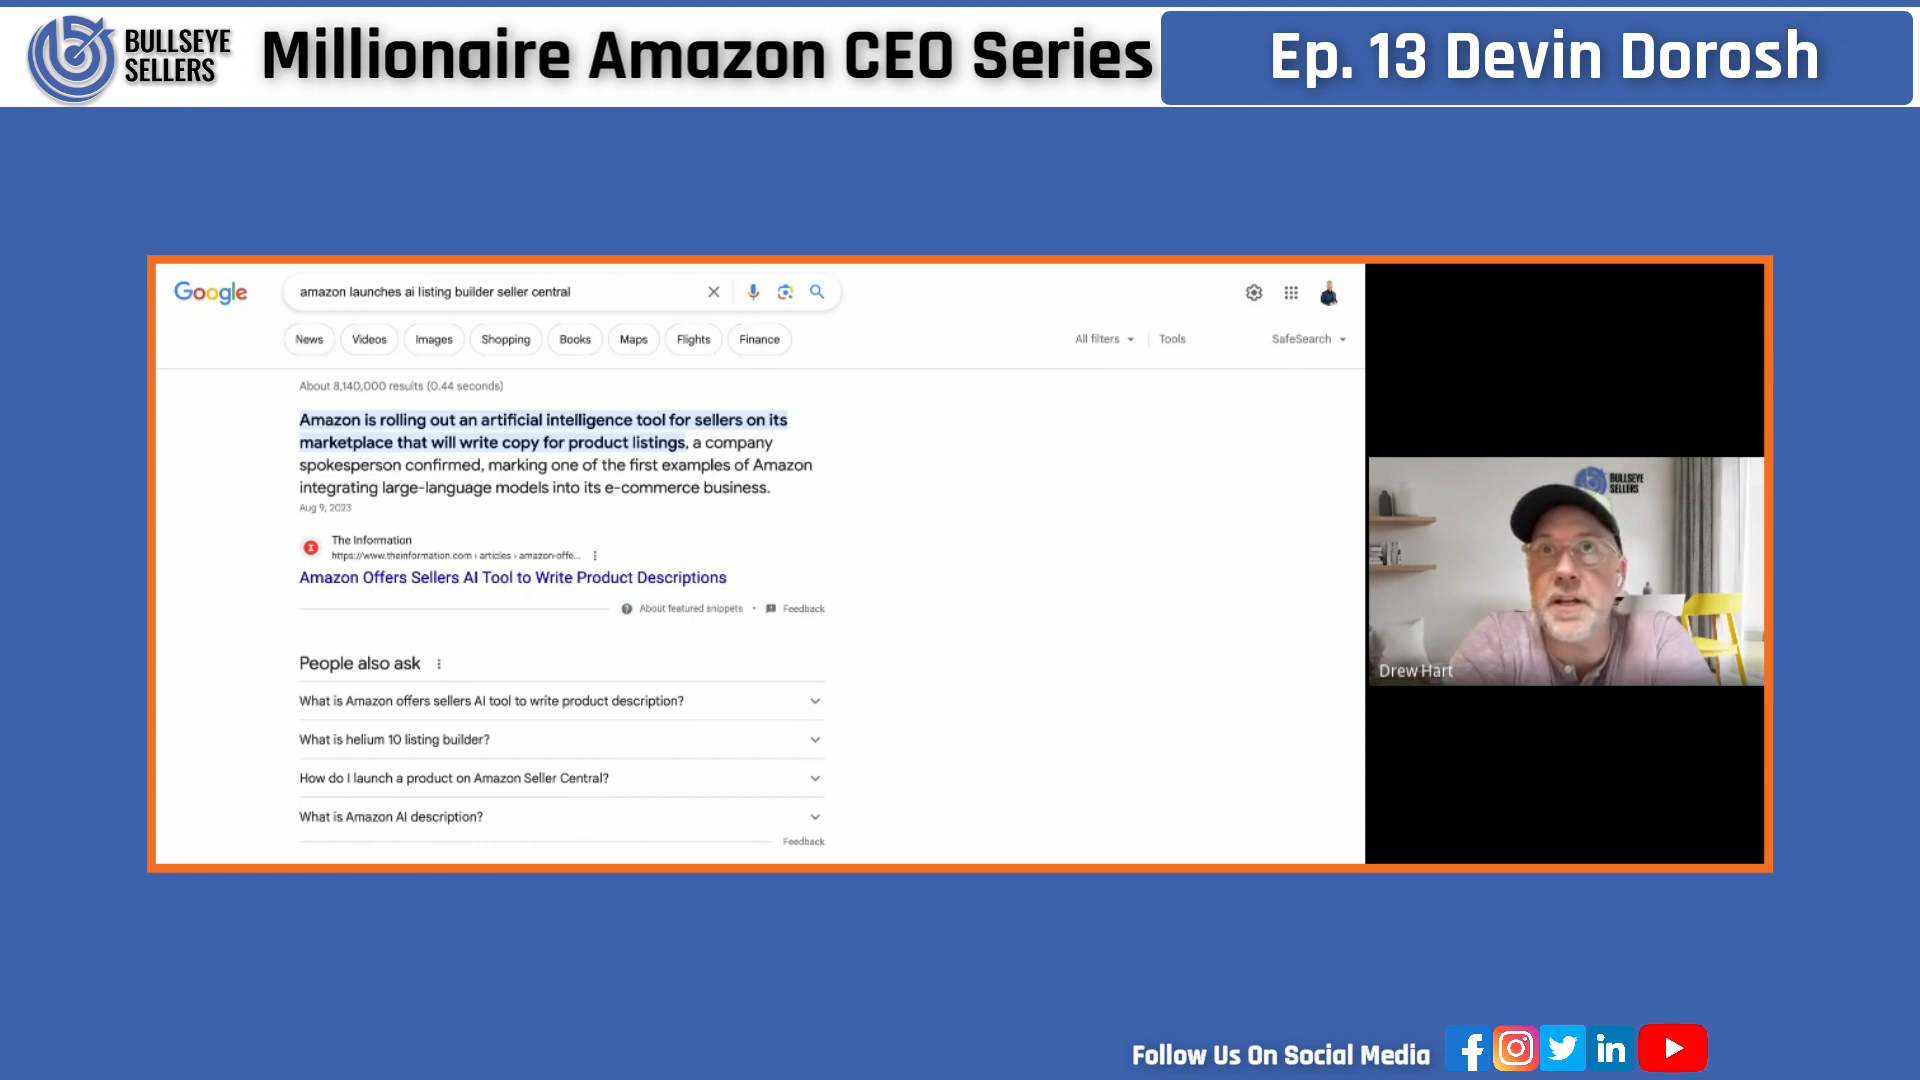 BULLSEYE
SELLERS
Millionaire Amazon CEO Series
Ep. 13 Devin Dorosh
Google
amazon launches ai listing builder seller central
News Videos Images Shopping Books Maps Flights Finance
All filters Tools SafeSearch
About 8,140,000 results (0.44 seconds)
Amazon is rolling out an artificial intelligence tool for sellers on its
marketplace that will write copy for product listings, a company
spokesperson confirmed, marking one of the first examples of Amazon
integrating large-language models into its e-commerce business.
Aug 9, 2023
The Information
https://www.theinformation.com › articles › amazon-offe...
Amazon Offers Sellers AI Tool to Write Product Descriptions
About featured snippets • Feedback
People also ask
What is Amazon offers sellers AI tool to write product description?
What is helium 10 listing builder?
How do I launch a product on Amazon Seller Central?
What is Amazon AI description?
Feedback
BULLSEYE
SELLERS
Drew Hart
Follow Us On Social Media